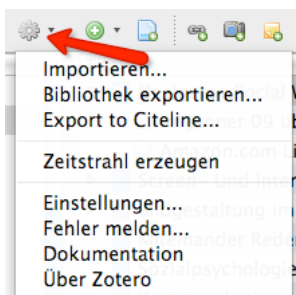 Importieren...
Bibliothek exportieren...
Export to Citeline...
Zeitstrahl erzeugen
Einstellungen...
Fehler melden...
Dokumentation
Über Zotero